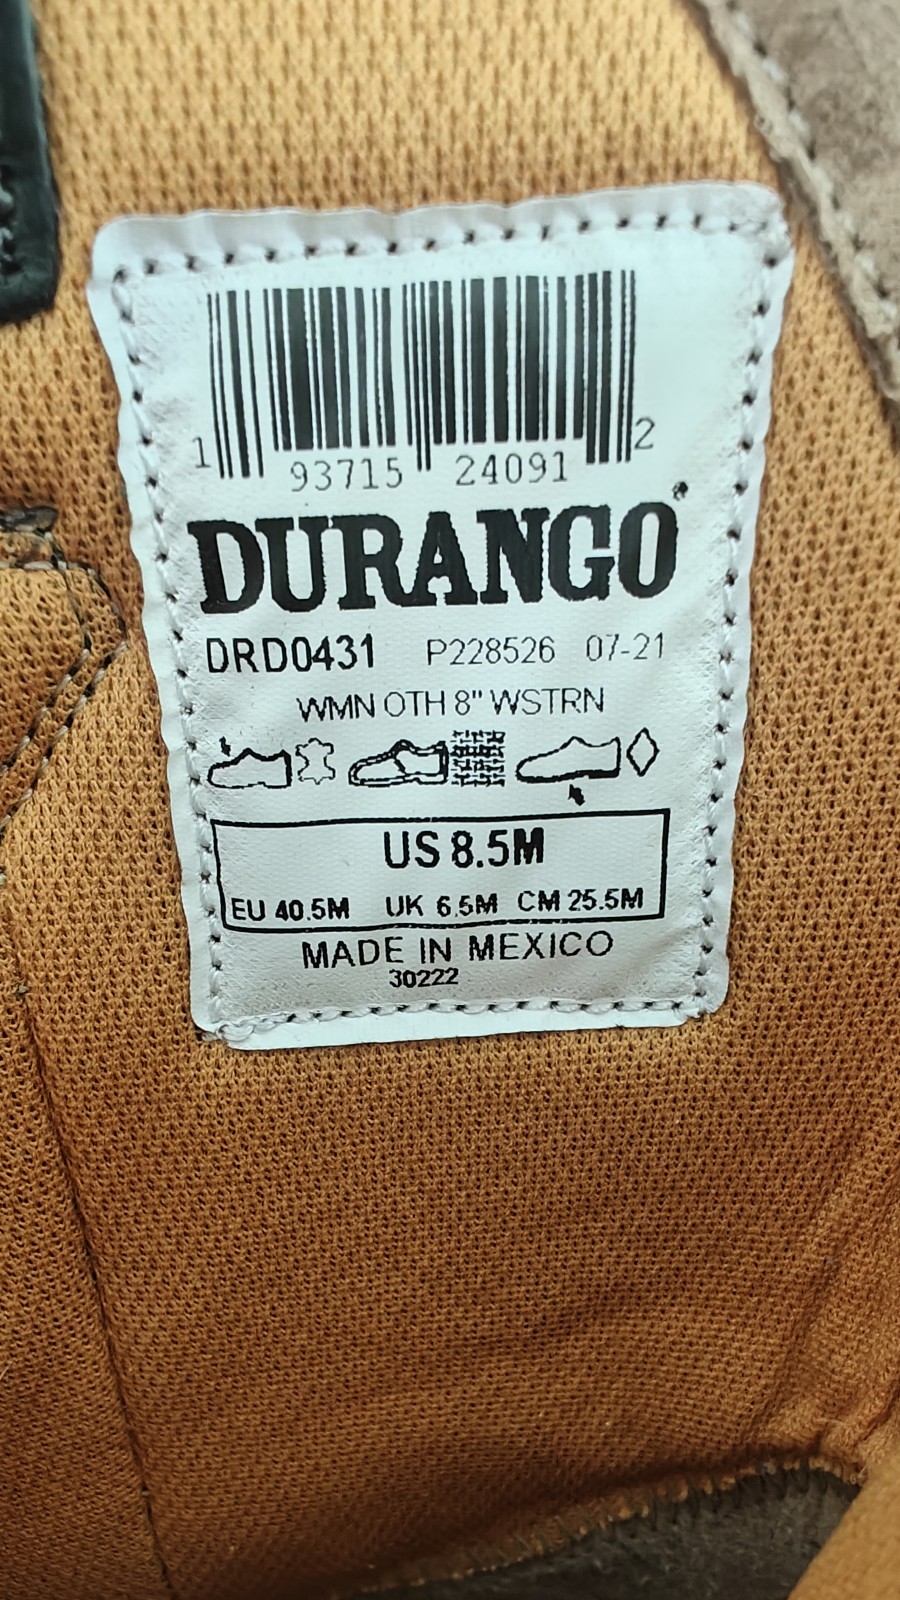 1 93715 24091 2
DURANGO
DRD0431 P228526 07-21
WMN OTH 8" WSTRN
US 8.5M
EU 40.5M UK 6.5M CM 25.5M
MADE IN MEXICO
30222